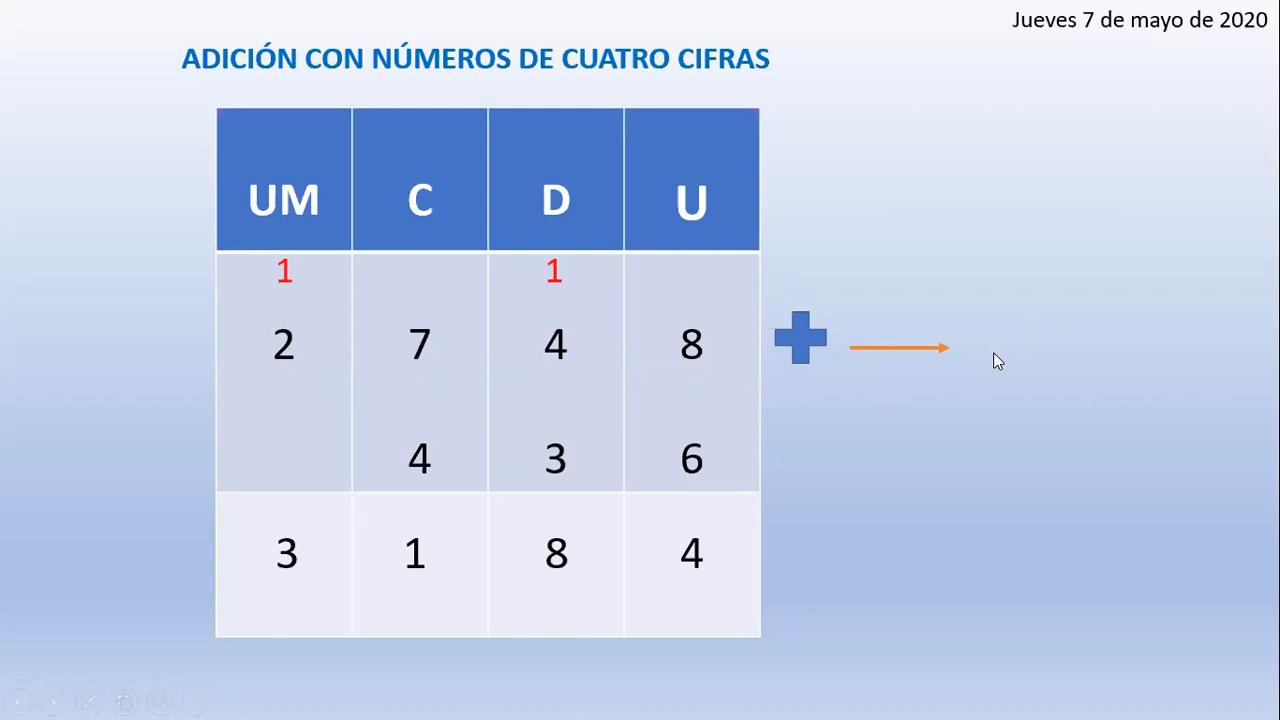 Jueves 7 de mayo de 2020
ADICIÓN CON NÚMEROS DE CUATRO CIFRAS
UM C D U
1 1
2 7 4 8
4 3 6
3 1 8 4